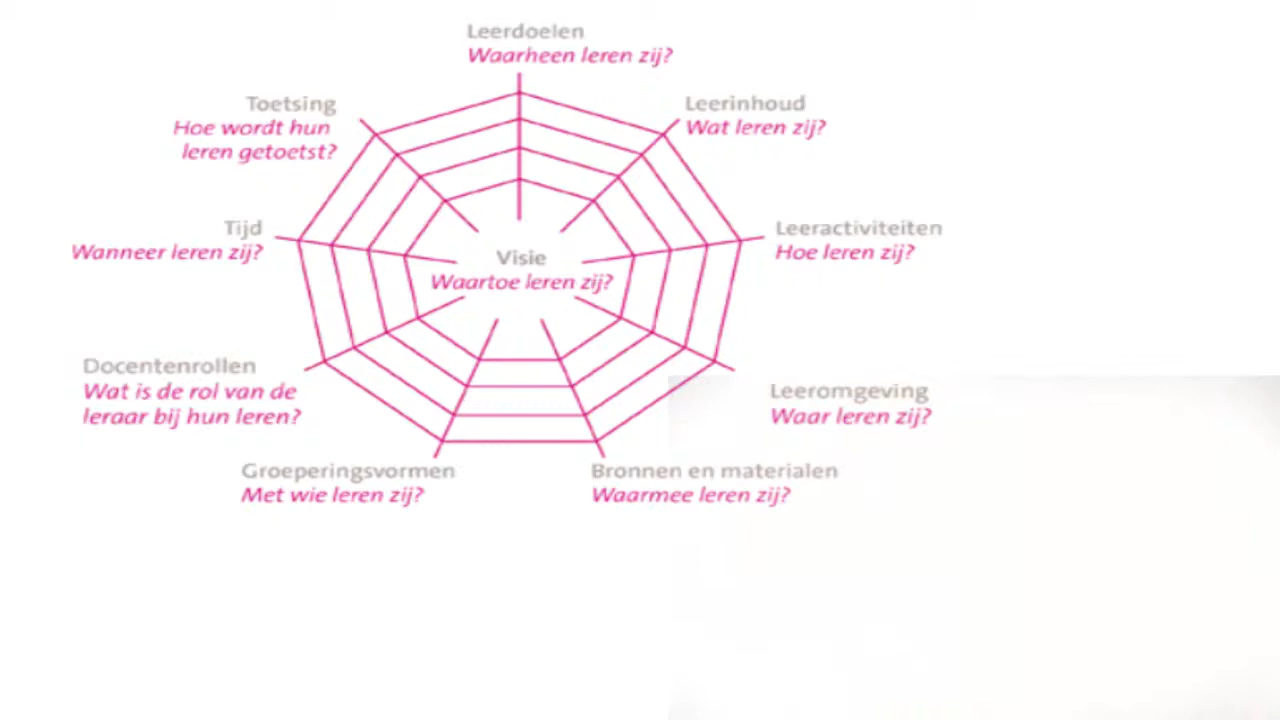 Leerdoelen
Waarheen leren zij?
Leerinhoud
Wat leren zij?
Leeractiviteiten
Hoe leren zij?
Leeromgeving
Waar leren zij?
Bronnen en materialen
Waarmee leren zij?
Groeperingsvormen
Met wie leren zij?
Docentenrollen
Wat is de rol van de
leraar bij hun leren?
Tijd
Wanneer leren zij?
Toetsing
Hoe wordt hun
leren getoetst?
Visie
Waartoe leren zij?